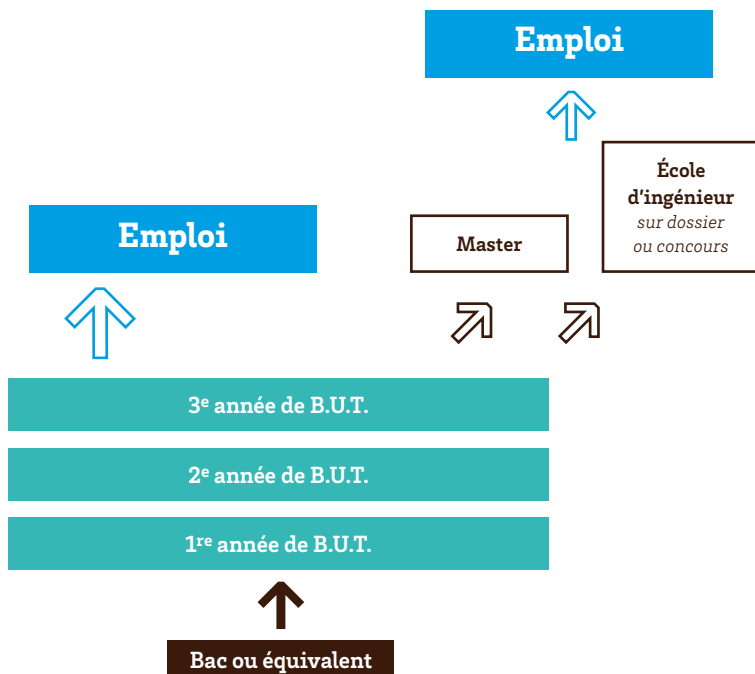 Emploi
École
d'ingénieur
sur dossier
ou concours
Emploi
Master
3e année de B.U.T.
2e année de B.U.T.
1re année de B.U.T.
Bac ou équivalent